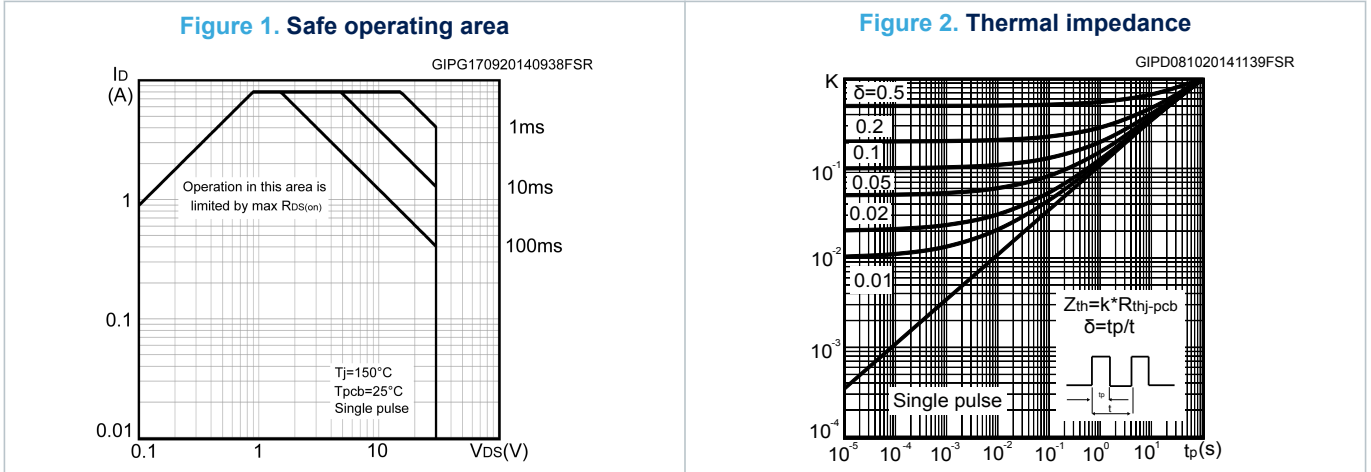 Figure 1. Safe operating area
GIPG170920140938FSR
ID
(A)
1ms
Operation in this area is
limited by max RDS(on)
10ms
1
100ms
0.1
Tj=150°C
Tpcb=25°C
Single pulse
0.01
0.1
1
10
VDS(V)
Figure 2. Thermal impedance
GIPD081020141139FSR
K
δ=0.5
0.2
0.1
10-1
0.05
0.02
10-2
0.01
Zth=k*Rthj-pcb
δ=tp/t
10-3
tp
t
Single pulse
10-4
10-5
10-4
10-3
10-2
10-1
100
101
tp(s)